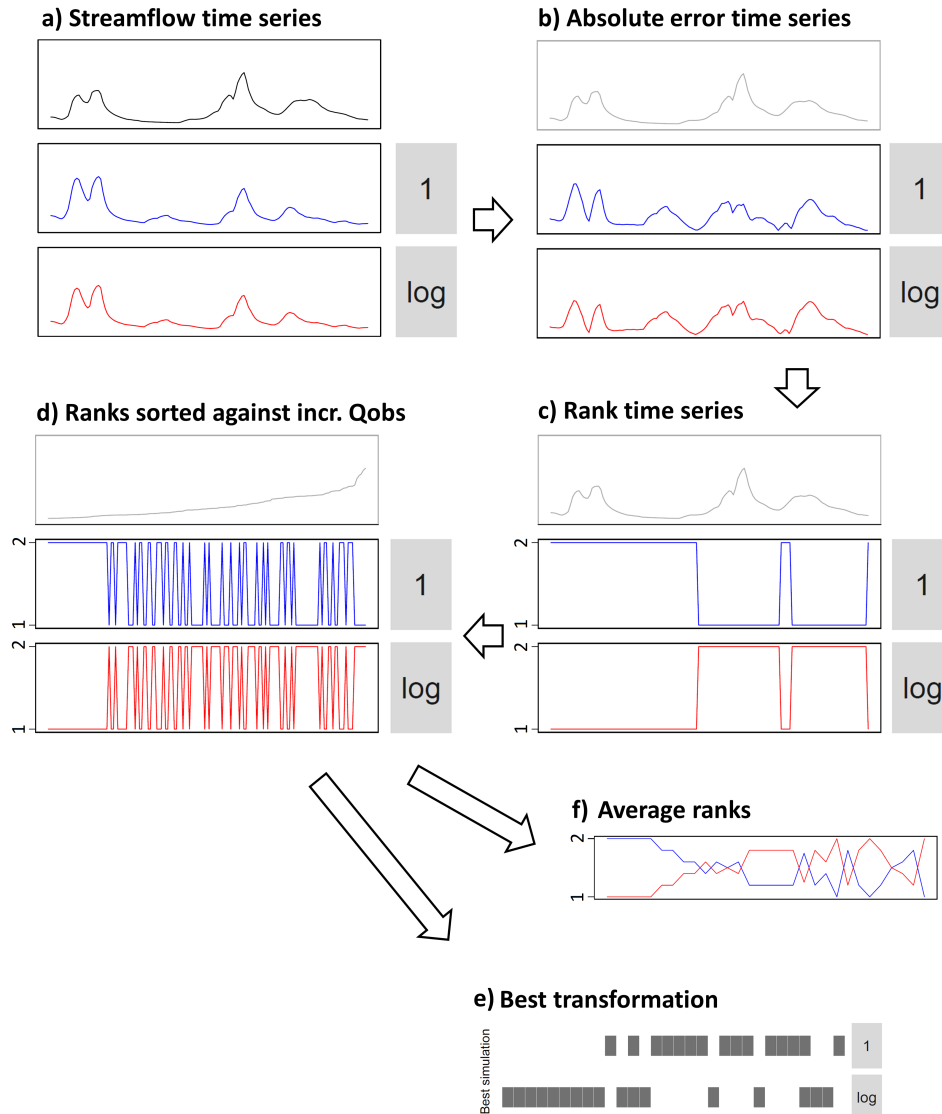 a) Streamflow time series
1
log
b) Absolute error time series
1
log
d) Ranks sorted against incr. Qobs
2
1
1
2
1
log
c) Rank time series
2
1
1
2
1
log
f) Average ranks
2
1
e) Best transformation
Best simulation
1
log